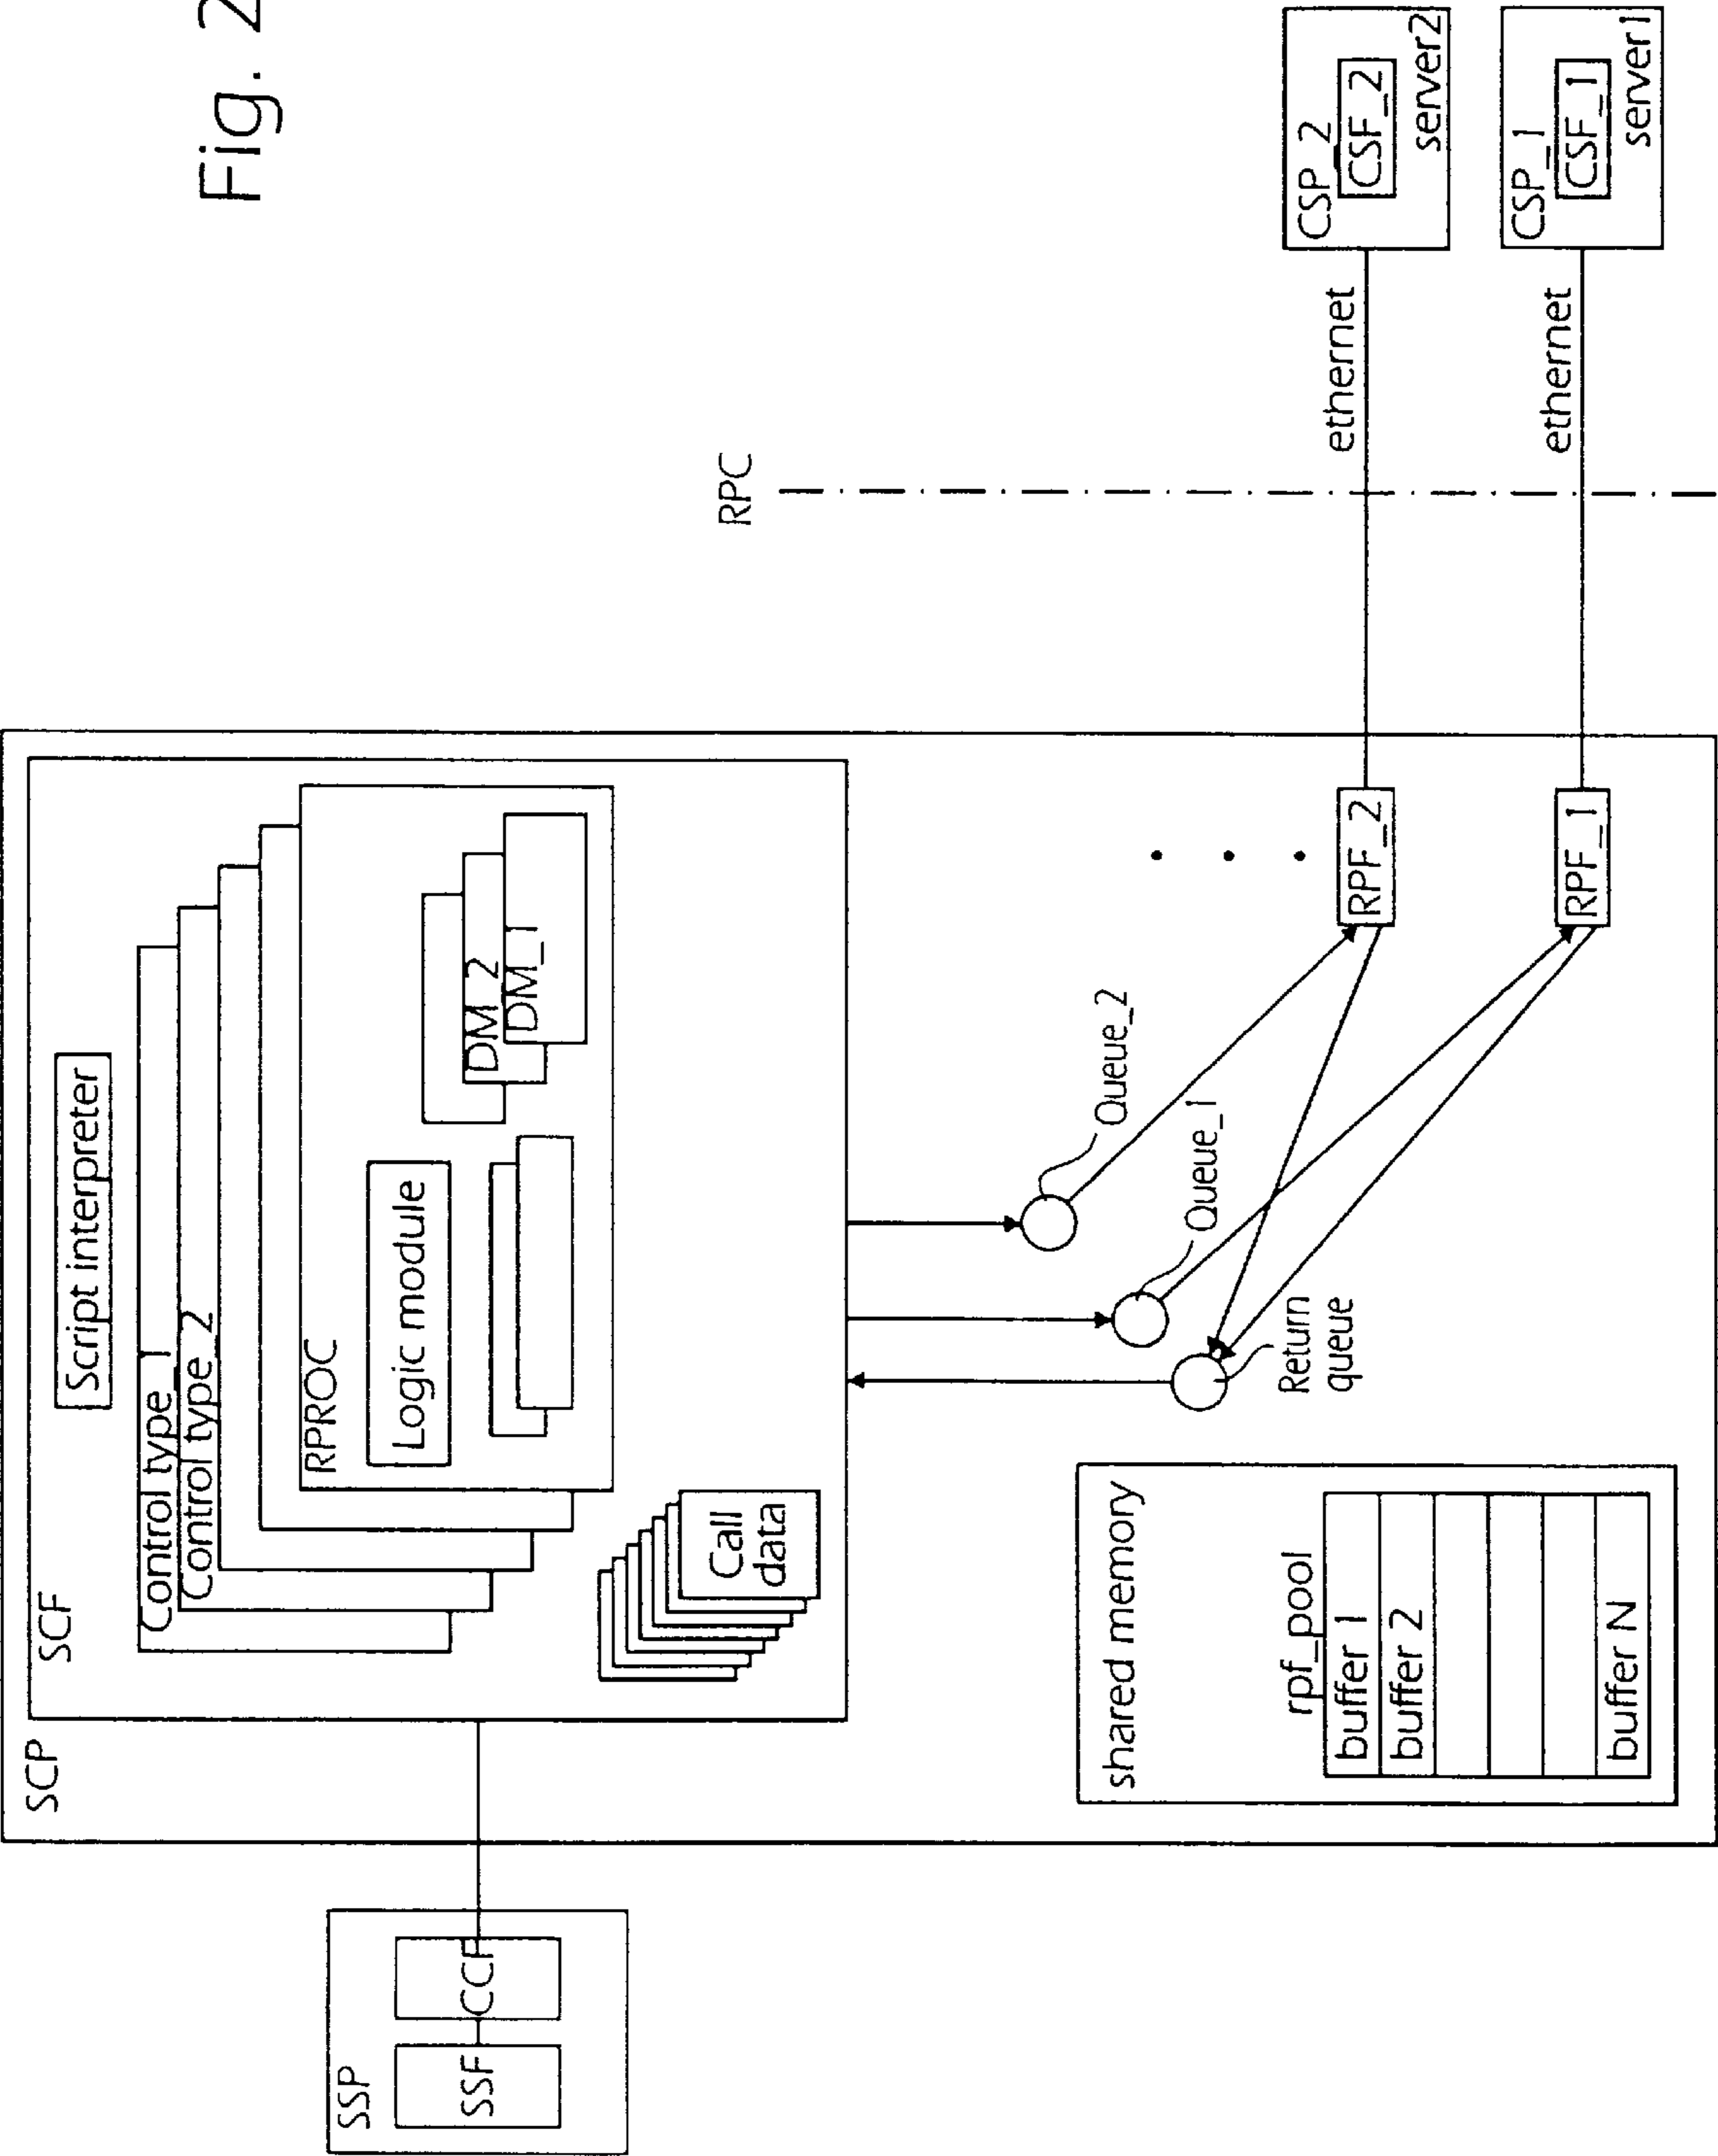 Fig. 2
SCP
SCF
Script interpreter
Control type_1
Control type_2
RPROC
Logic module
DM_2
DM_1
Call
data
SSP
SSF
CCF
RPC
Queue_2
Queue_1
Return
queue
shared memory
rpf_pool
buffer 1
buffer 2
buffer N
RPF_2
RPF_1
ethernet
ethernet
CSP_2
CSF_2
server2
CSP_1
CSF_1
server1